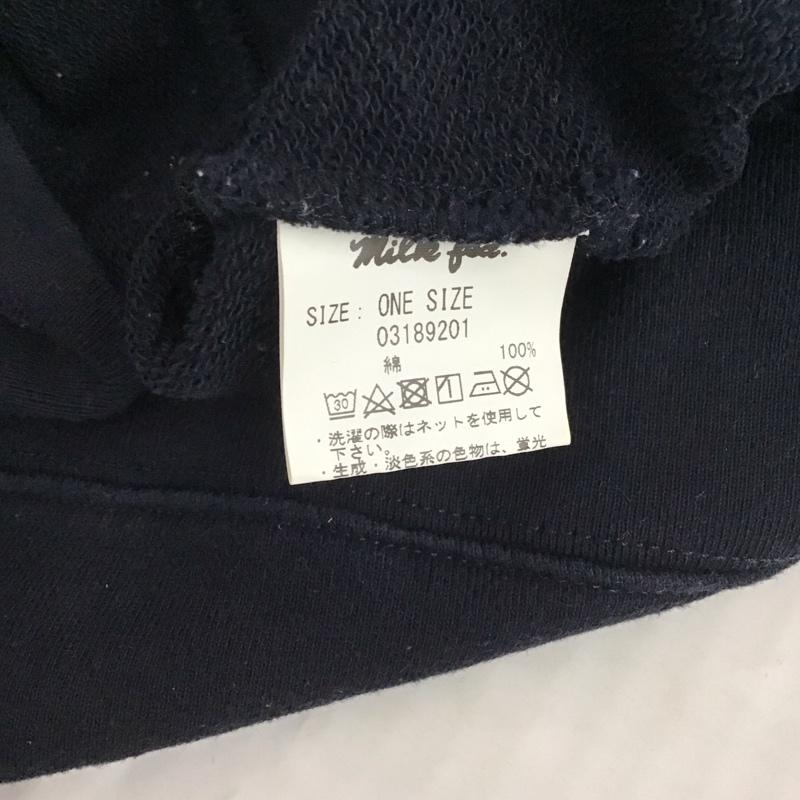 Milk fed.
SIZE: ONE SIZE
03189201
綿 100%
30
・洗濯の際はネットを使用して
下さい。
・生成・淡色系の色物は、蛍光